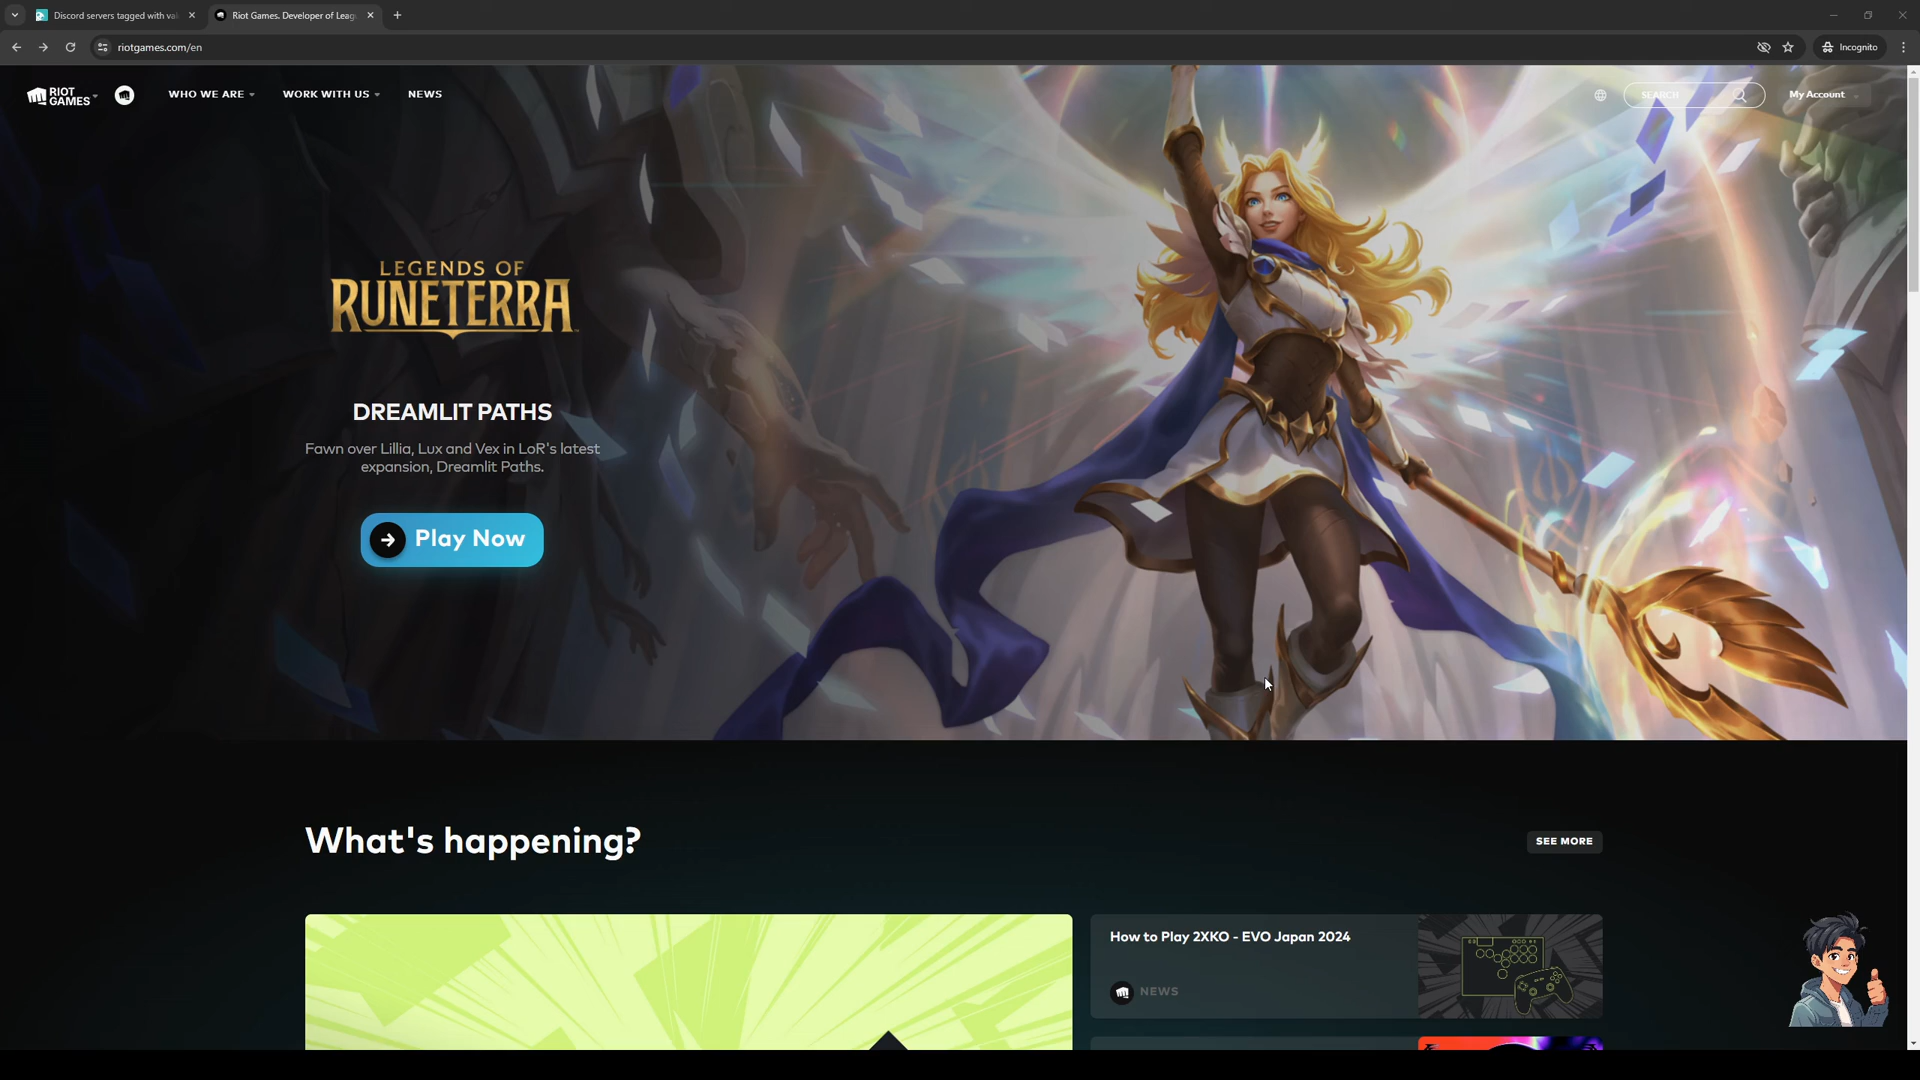 Discord servers tagged with val
Riot Games. Developer of Leag
riotgames.com/en
Incognito
RIOT GAMES
WHO WE ARE
WORK WITH US
NEWS
SEARCH
My Account
LEGENDS OF
RUNETERRA
DREAMLIT PATHS
Fawn over Lillia, Lux and Vex in LoR's latest
expansion, Dreamlit Paths.
Play Now
What's happening?
SEE MORE
How to Play 2XKO - EVO Japan 2024
NEWS